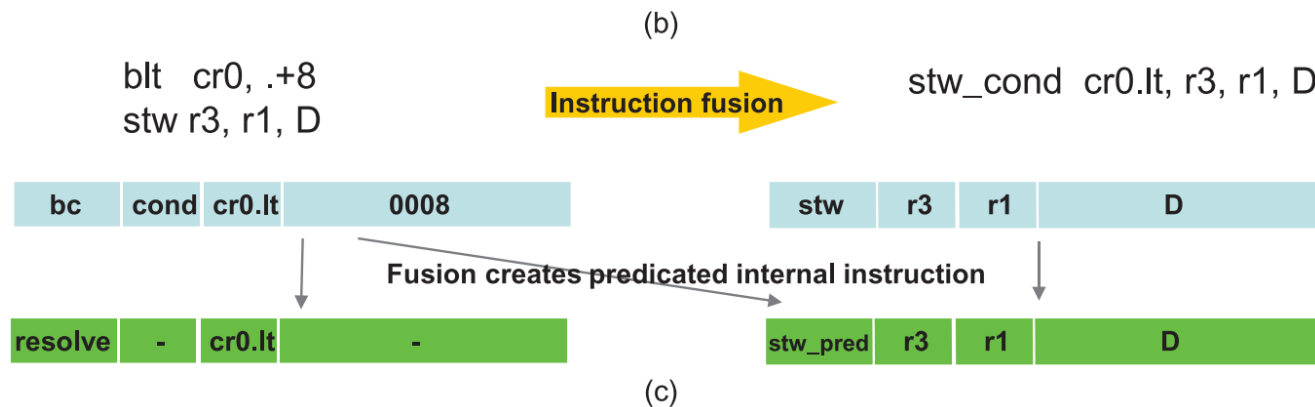 (b)
blt cr0, .+8
stw r3, r1, D
Instruction fusion
stw_cond cr0.lt, r3, r1, D
bc cond cr0.lt 0008
stw r3 r1 D
Fusion creates predicated internal instruction
resolve - cr0.lt -
stw_pred r3 r1 D
(c)